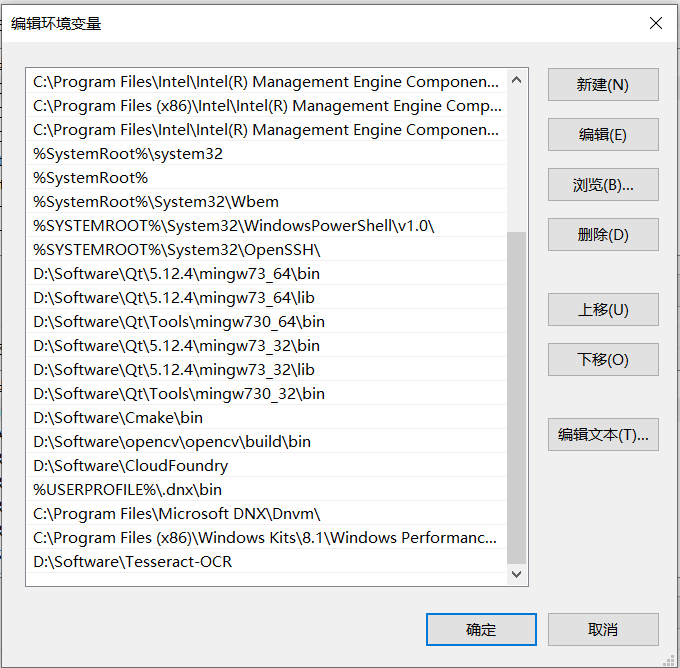 编辑环境变量
C:\Program Files\Intel\Intel(R) Management Engine Componen...
C:\Program Files (x86)\Intel\Intel(R) Management Engine Comp...
C:\Program Files\Intel\Intel(R) Management Engine Componen...
%SystemRoot%\system32
%SystemRoot%
%SystemRoot%\System32\Wbem
%SYSTEMROOT%\System32\WindowsPowerShell\v1.0\
%SYSTEMROOT%\System32\OpenSSH\
D:\Software\Qt\5.12.4\mingw73_64\bin
D:\Software\Qt\5.12.4\mingw73_64\lib
D:\Software\Qt\Tools\mingw730_64\bin
D:\Software\Qt\5.12.4\mingw73_32\bin
D:\Software\Qt\5.12.4\mingw73_32\lib
D:\Software\Qt\Tools\mingw730_32\bin
D:\Software\Cmake\bin
D:\Software\opencv\opencv\build\bin
D:\Software\CloudFoundry
%USERPROFILE%\.dnx\bin
C:\Program Files\Microsoft DNX\Dnvm\
C:\Program Files (x86)\Windows Kits\8.1\Windows Performanc...
D:\Software\Tesseract-OCR
新建(N)
编辑(E)
浏览(B)...
删除(D)
上移(U)
下移(O)
编辑文本(T)...
确定
取消